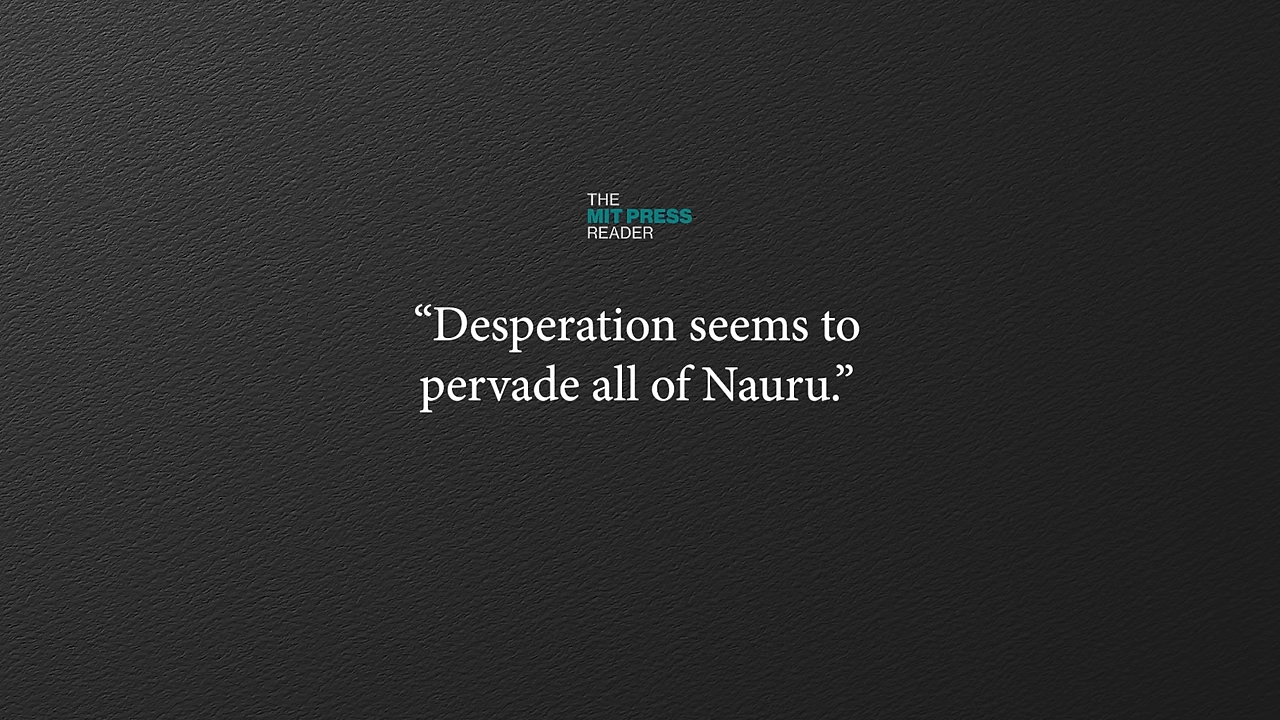 THE
MIT PRESS
READER
“Desperation seems to
pervade all of Nauru.”